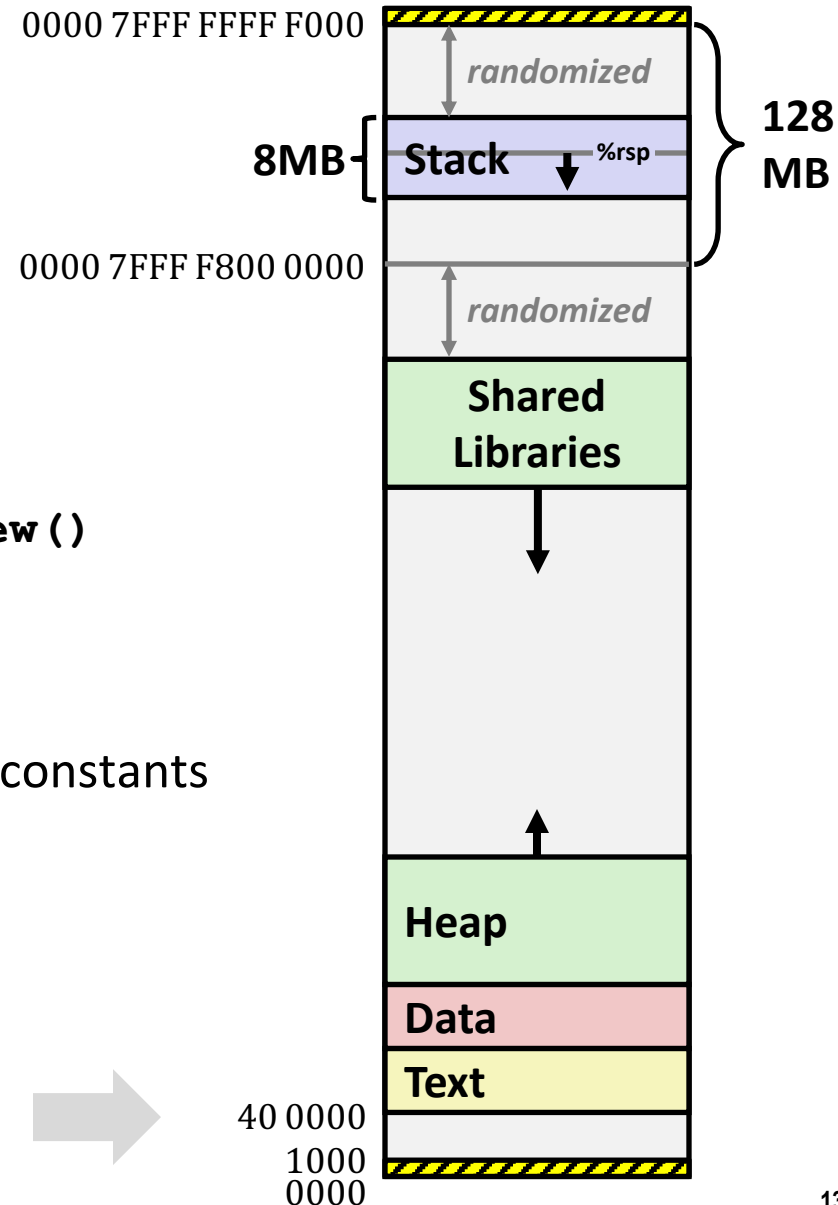 0000 7FFF FFFF F000
randomized
128
MB
8MB
Stack
%rsp
0000 7FFF F800 0000
randomized
Shared
Libraries
ew()
constants
Heap
Data
Text
40 0000
1000
0000